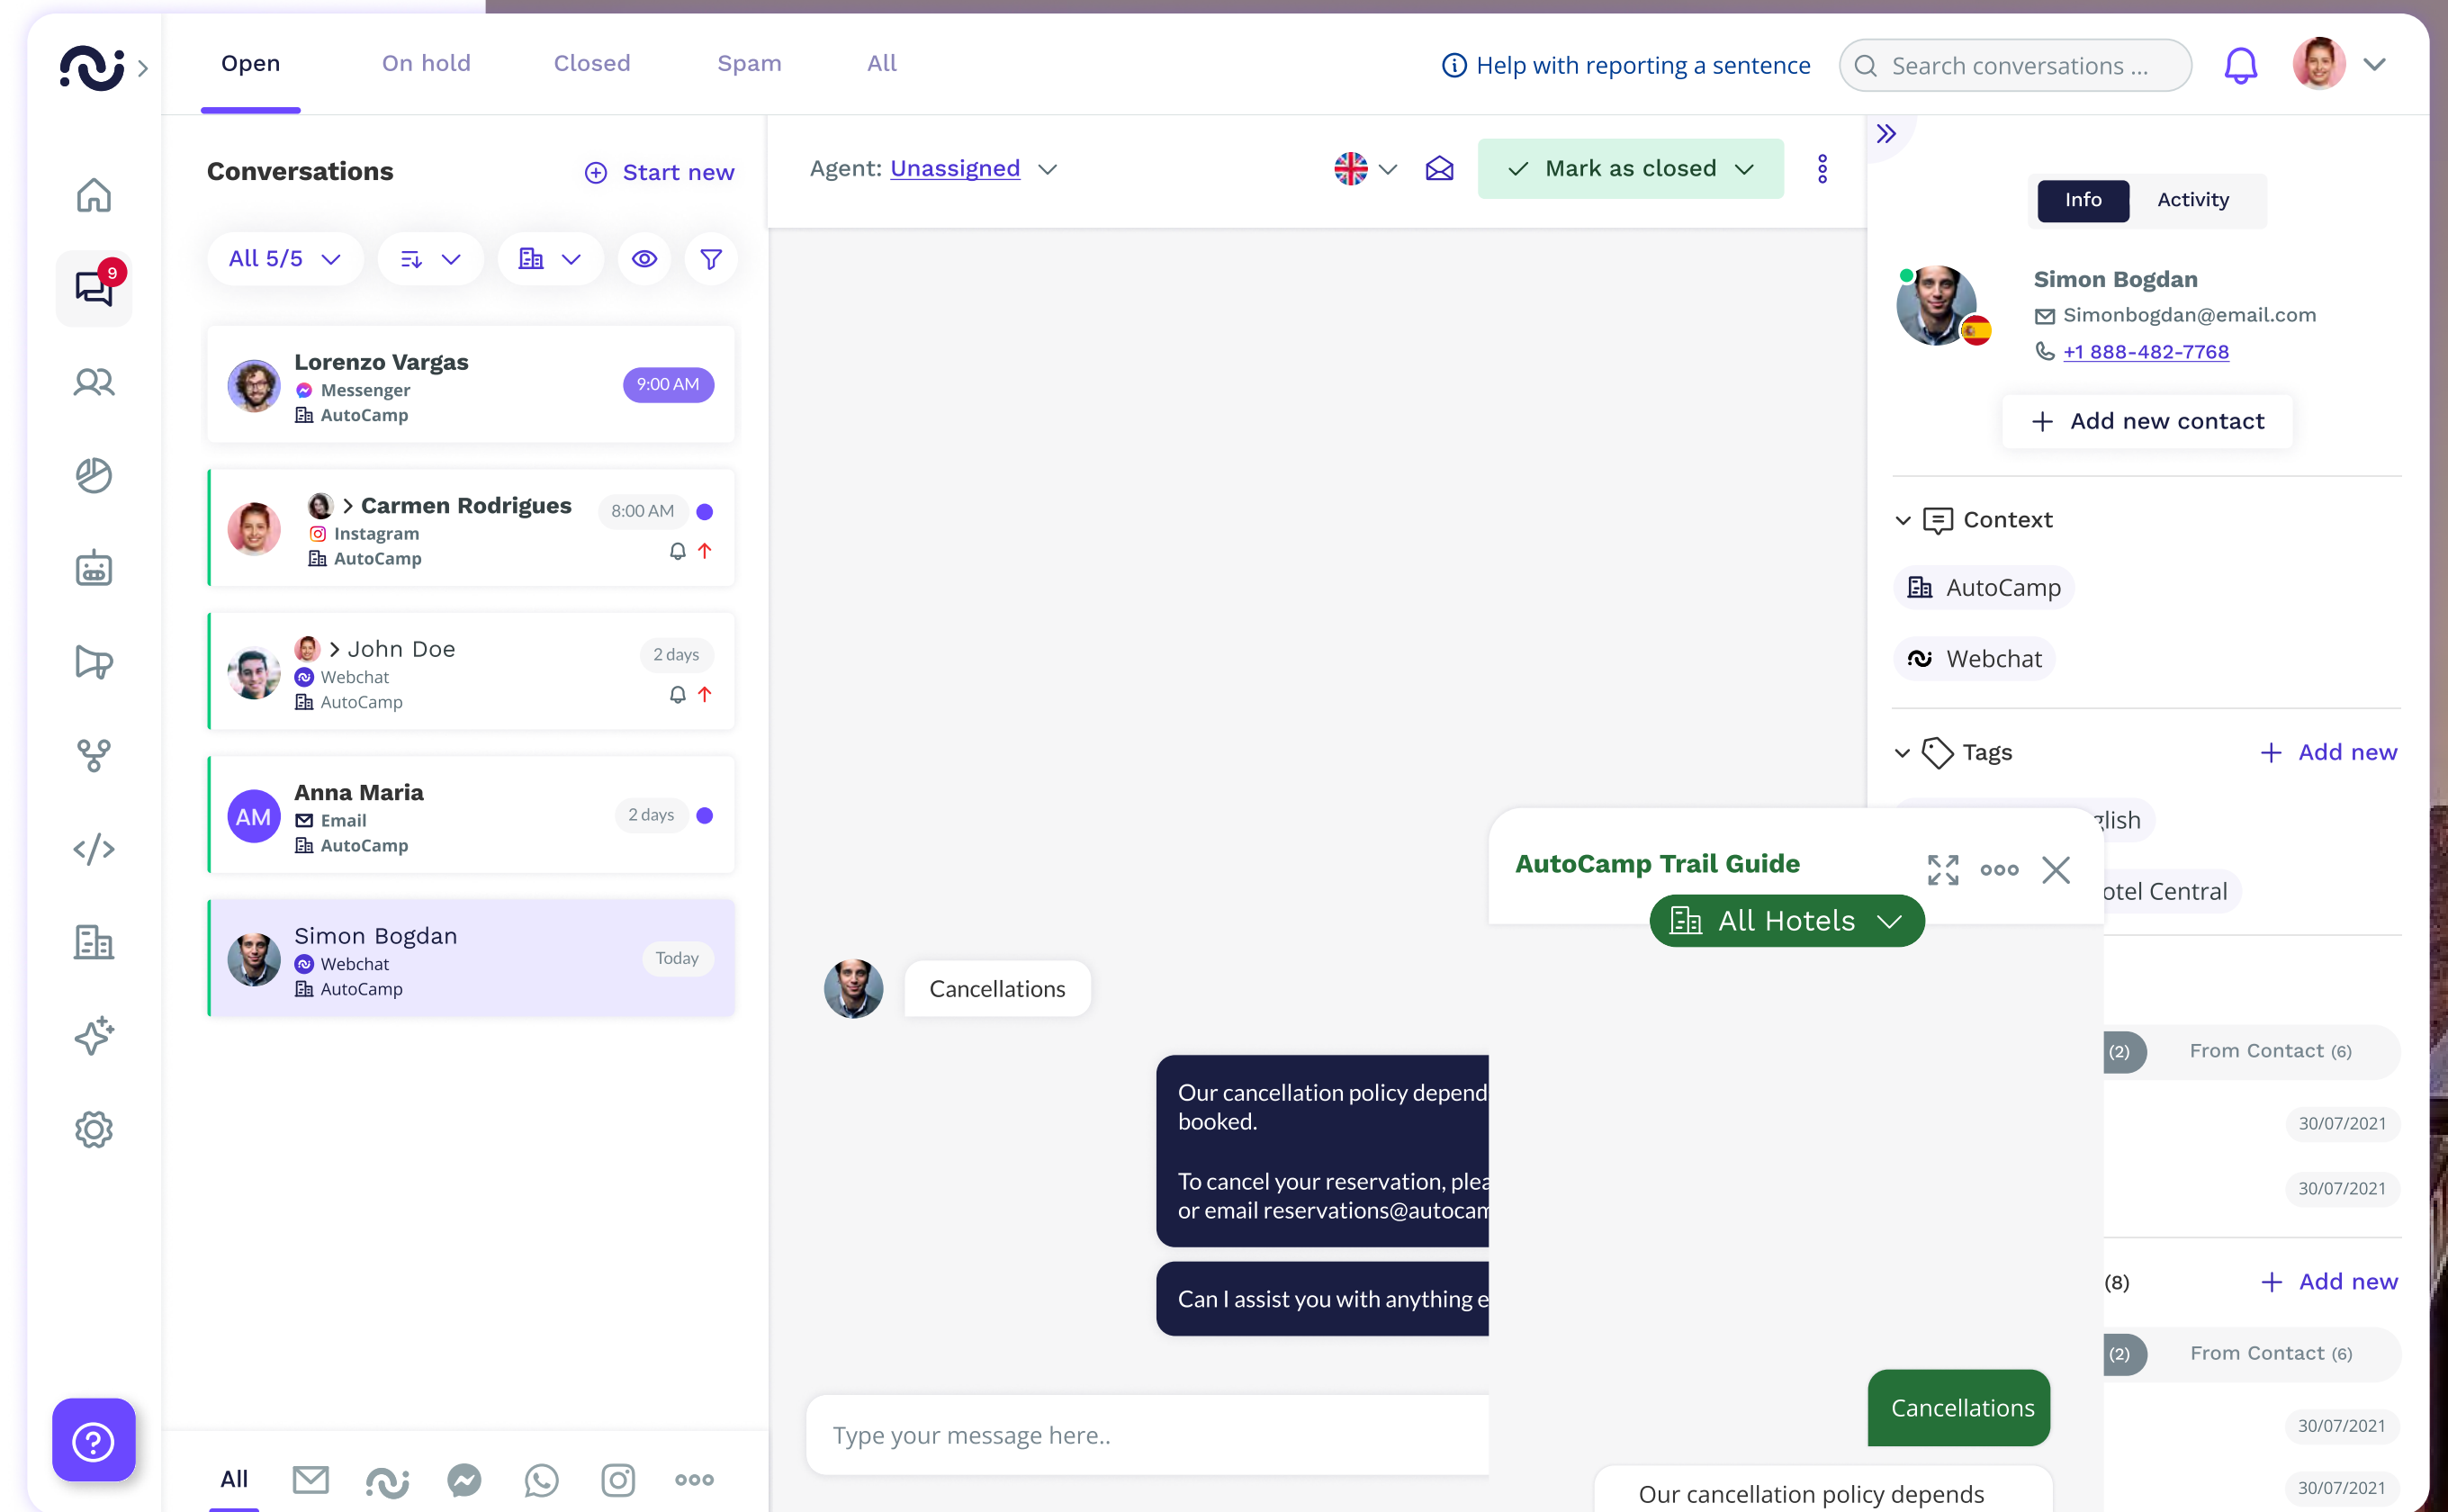 Open
On hold
Closed
Spam
All
Help with reporting a sentence
Search conversations ...
9
Conversations
Start new
All 5/5
Lorenzo Vargas
Messenger
AutoCamp
9:00 AM
Carmen Rodrigues
Instagram
AutoCamp
8:00 AM
John Doe
Webchat
AutoCamp
2 days
AM
Anna Maria
Email
AutoCamp
2 days
Simon Bogdan
Webchat
AutoCamp
Today
All
Agent: Unassigned
Mark as closed
Cancellations
Our cancellation policy depend
booked.
To cancel your reservation, plea
or email reservations@autocam
Can I assist you with anything e
Type your message here..
AutoCamp Trail Guide
All Hotels
Cancellations
Our cancellation policy depends
Info
Activity
Simon Bogdan
Simonbogdan@email.com
+1 888-482-7768
Add new contact
Context
AutoCamp
Webchat
Tags
Add new
glish
otel Central
(2)
From Contact (6)
30/07/2021
30/07/2021
(8)
Add new
(2)
From Contact (6)
30/07/2021
30/07/2021